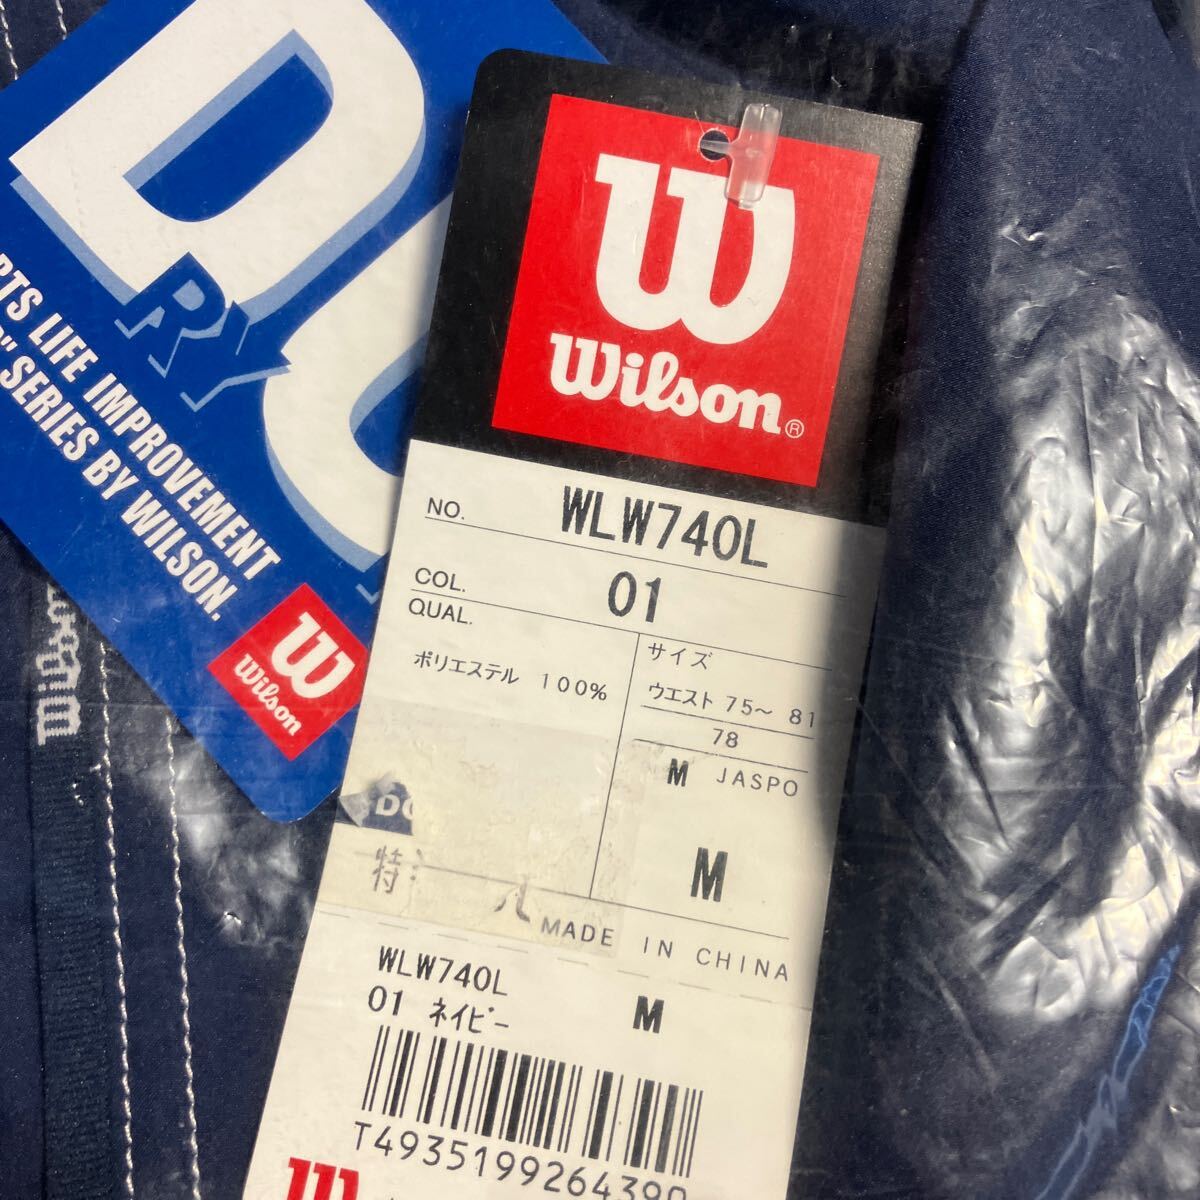 RY
LIFE IMPROVEMENT
SERIES BY WILSON.
Wilson
Wilson
Wilson®
NO. WLW740L
COL. 01
QUAL.
ポリエステル 100%
サイズ
ウエスト 75～ 81
78
M JASPO
M
MADE IN CHINA
WLW740L
01 ネイビー M